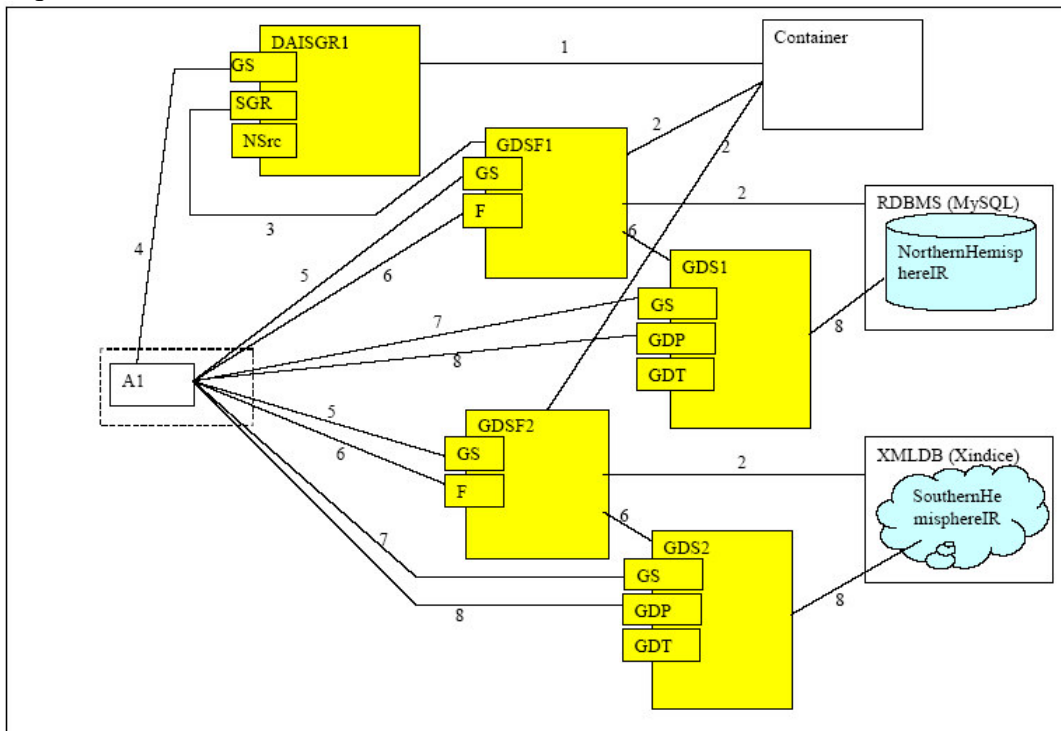 DAISGR1
GS
SGR
NSrc
1
Container
2
2
GDSF1
GS
F
3
2
RDBMS (MySQL)
NorthernHemisp
hereIR
4
5
6
6
GDS1
GS
GDP
GDT
7
8
8
A1
5
6
GDSF2
GS
F
2
XMLDB (Xindice)
SouthernHe
misphereIR
6
7
GDS2
GS
GDP
GDT
8
8